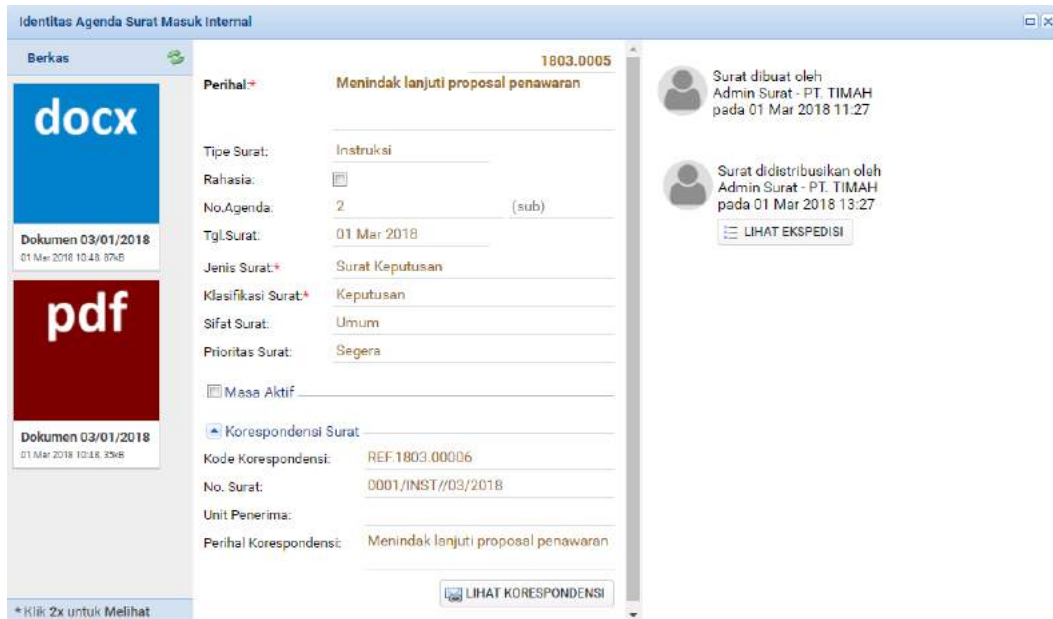 Identitas Agenda Surat Masuk Internal
Berkas
docx
Dokumen 03/01/2018
01 Mar 2018 10:48, 87kB
pdf
Dokumen 03/01/2018
01 Mar 2018 10:48, 35kB
*Klik 2x untuk Melihat
1803.0005
Perihal:* Menindak lanjuti proposal penawaran
Tipe Surat: Instruksi
Rahasia:
No.Agenda: 2 (sub)
Tgl.Surat: 01 Mar 2018
Jenis Surat:* Surat Keputusan
Klasifikasi Surat:* Keputusan
Sifat Surat: Umum
Prioritas Surat: Segera
Masa Aktif
Korespondensi Surat
Kode Korespondensi: REF.1803.00006
No. Surat: 0001/INST//03/2018
Unit Penerima:
Perihal Korespondensi: Menindak lanjuti proposal penawaran
LIHAT KORESPONDENSI
Surat dibuat oleh
Admin Surat - PT. TIMAH
pada 01 Mar 2018 11:27
Surat didistribusikan oleh
Admin Surat - PT. TIMAH
pada 01 Mar 2018 13:27
LIHAT EKSPEDISI